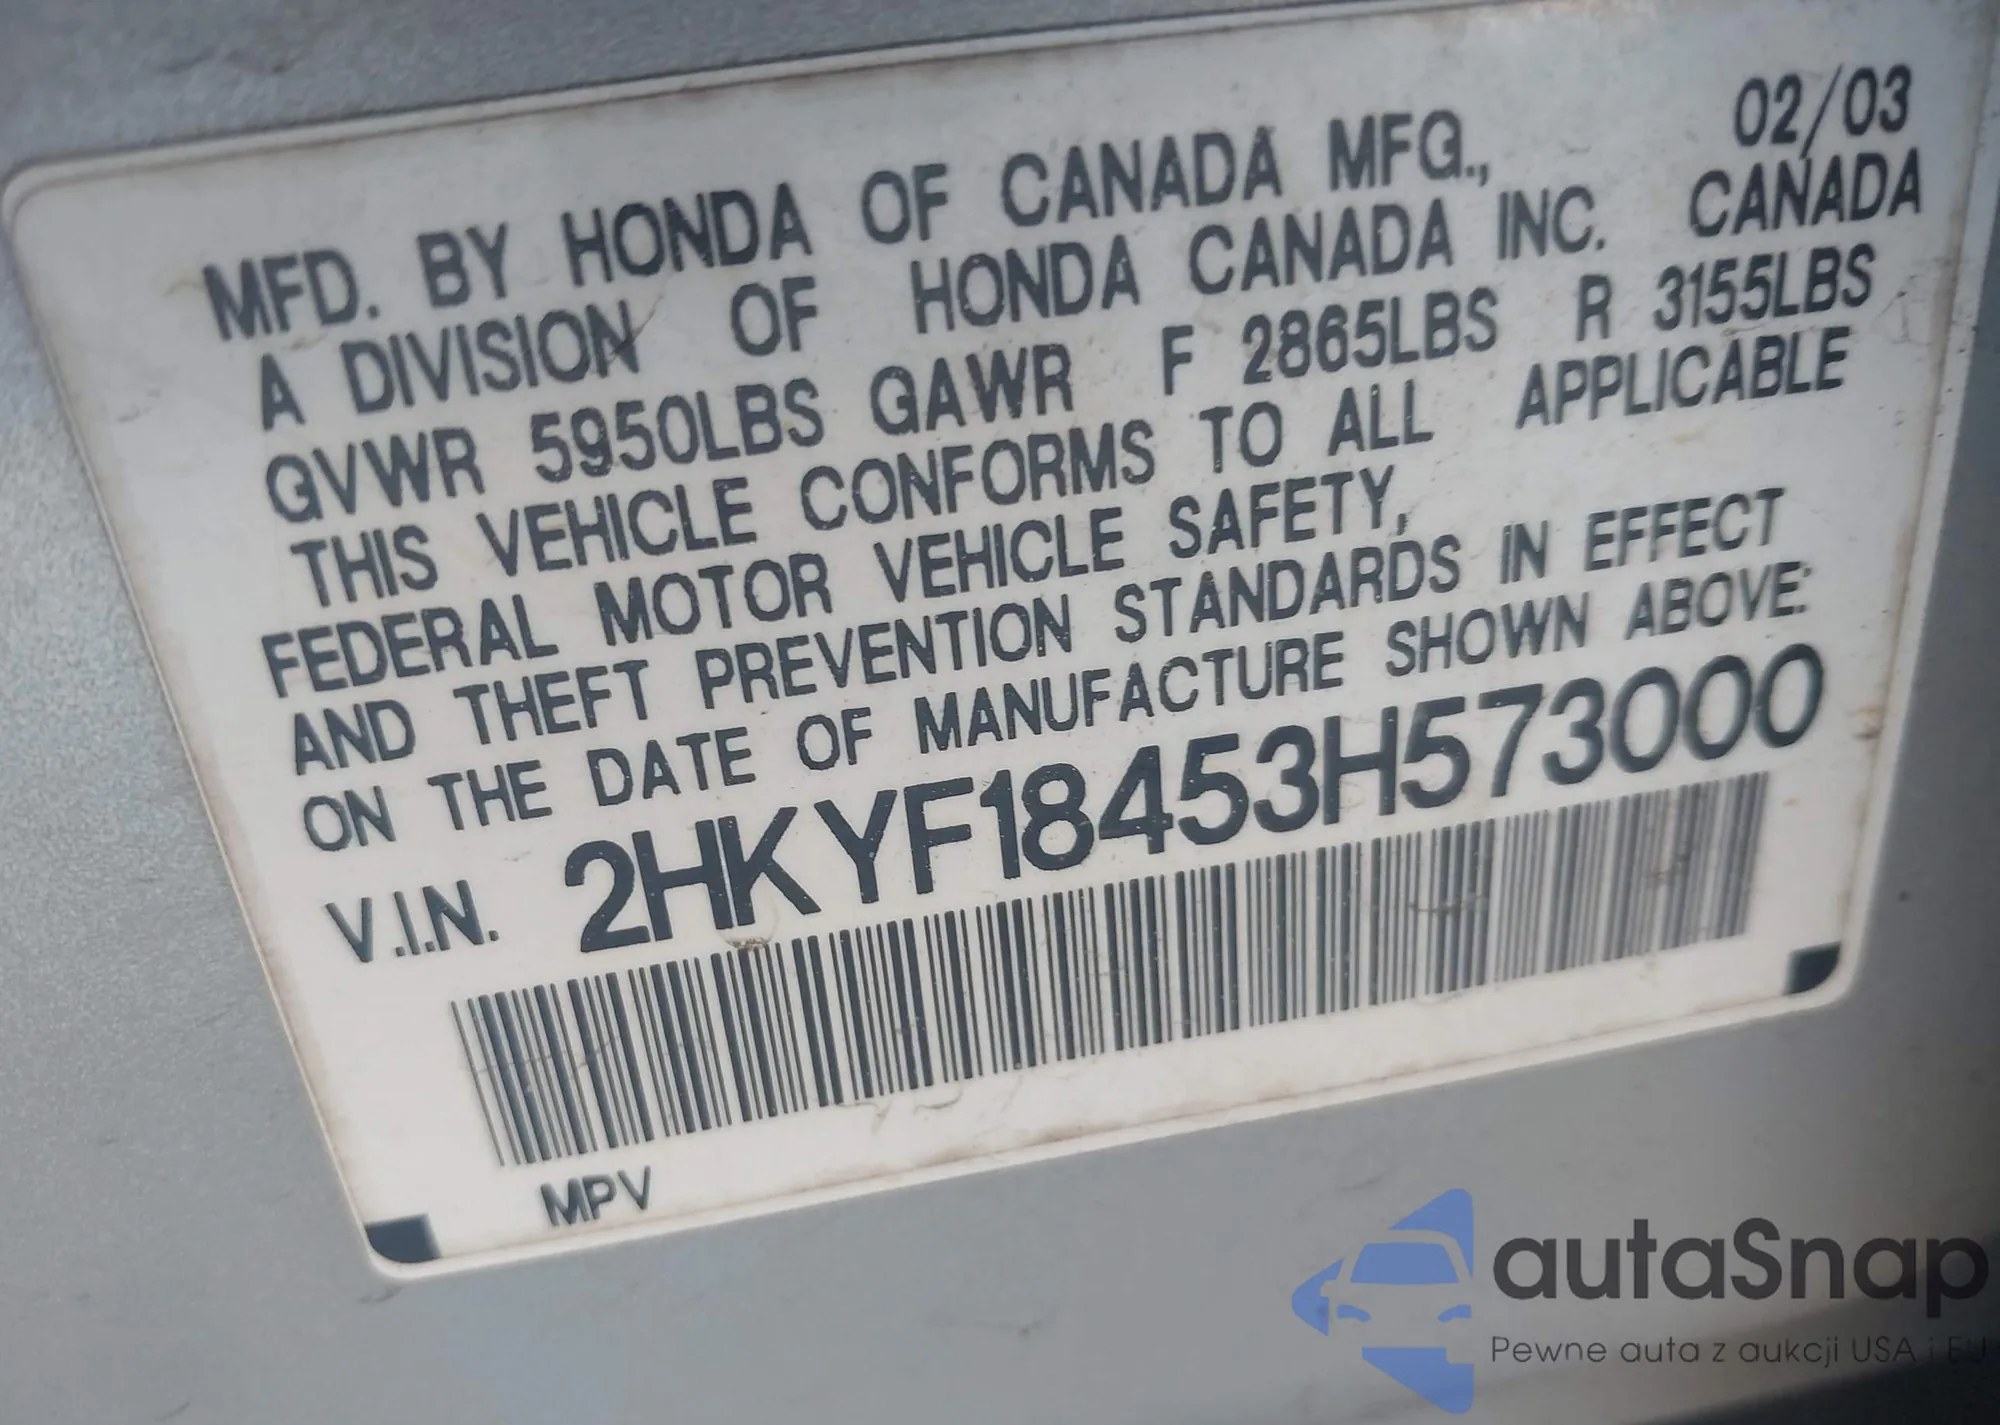 02/03
MFD. BY HONDA OF CANADA MFG.,
A DIVISION OF HONDA CANADA INC. CANADA
GVWR 5950LBS GAWR F 2865LBS R 3155LBS
THIS VEHICLE CONFORMS TO ALL APPLICABLE
FEDERAL MOTOR VEHICLE SAFETY,
AND THEFT PREVENTION STANDARDS IN EFFECT
ON THE DATE OF MANUFACTURE SHOWN ABOVE:
V.I.N. 2HKYF18453H573000
MPV
autaSnap
Pewne auta z aukcji USA i EU